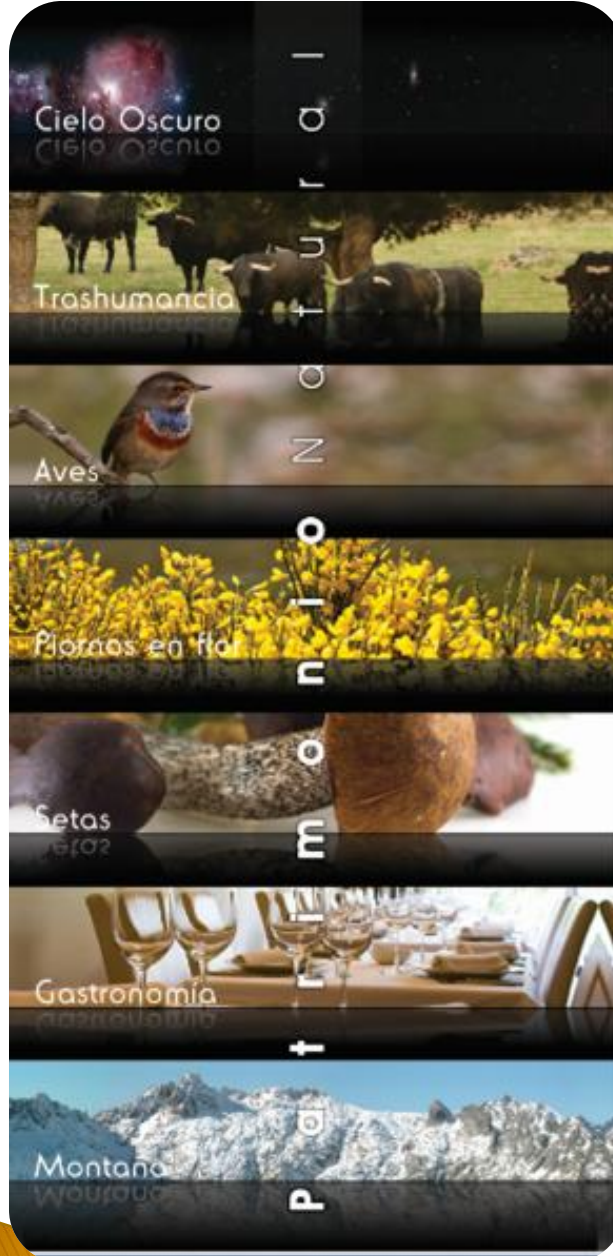 Cielo Oscuro
Trashumancia
Aves
Piornos en flor
Setas
Gastronomía
Montaña
Patrimonio Natural